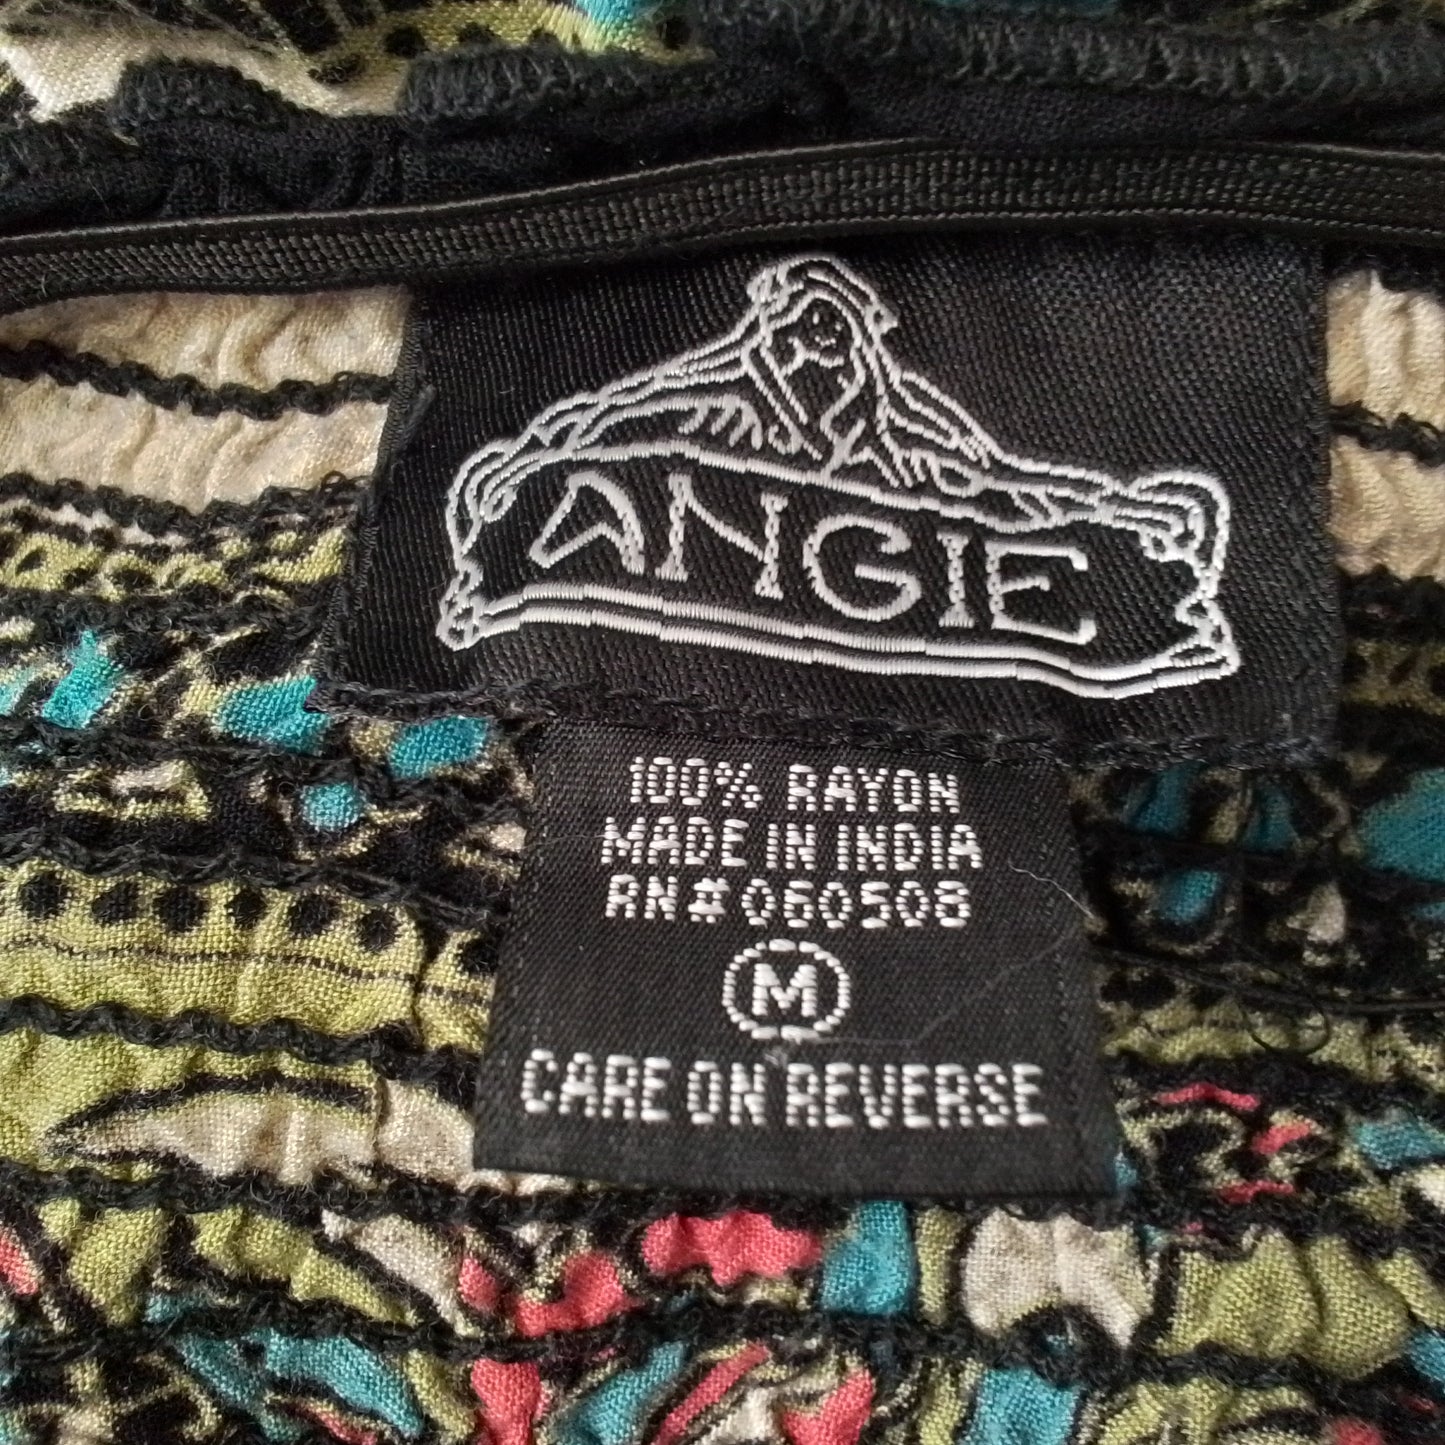 ANGIE
100% RAYON
MADE IN INDIA
RN#060508
M
CARE ON REVERSE